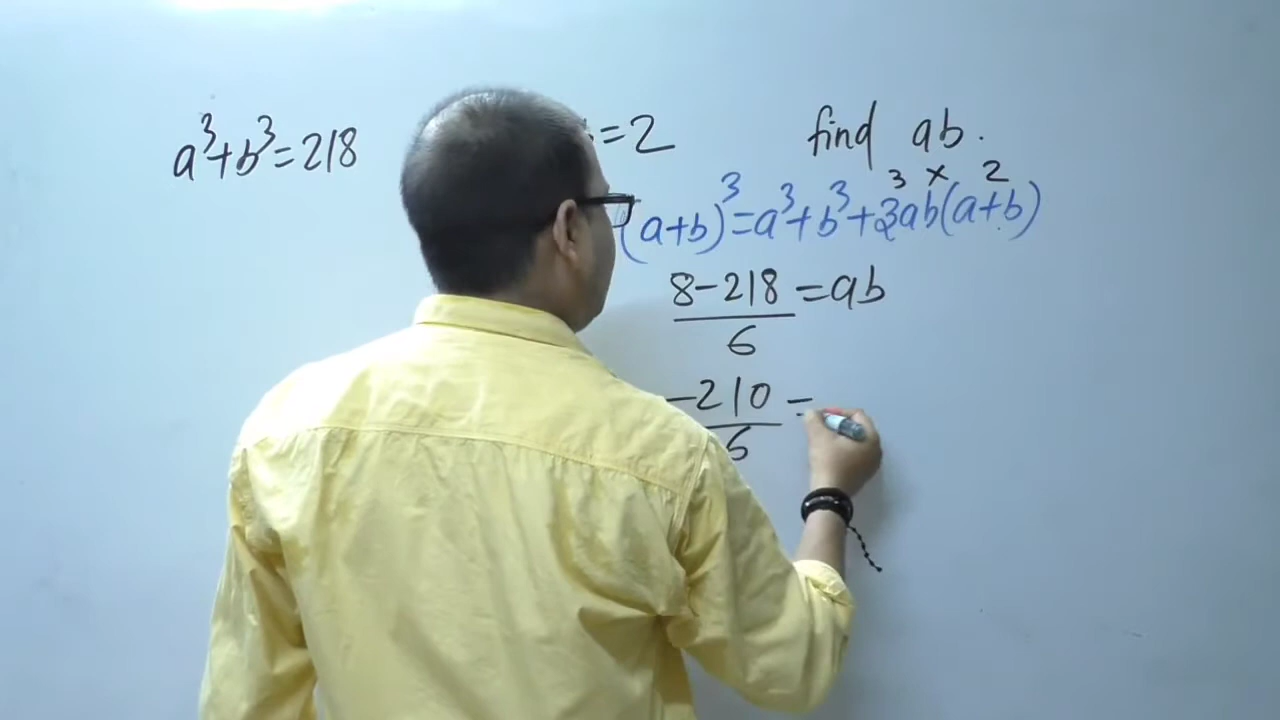 a³+b³=218 =2 find ab.
3 × 2
(a+b)³=a³+b³+3ab(a+b)
8-218/6 =ab
-210/6 =